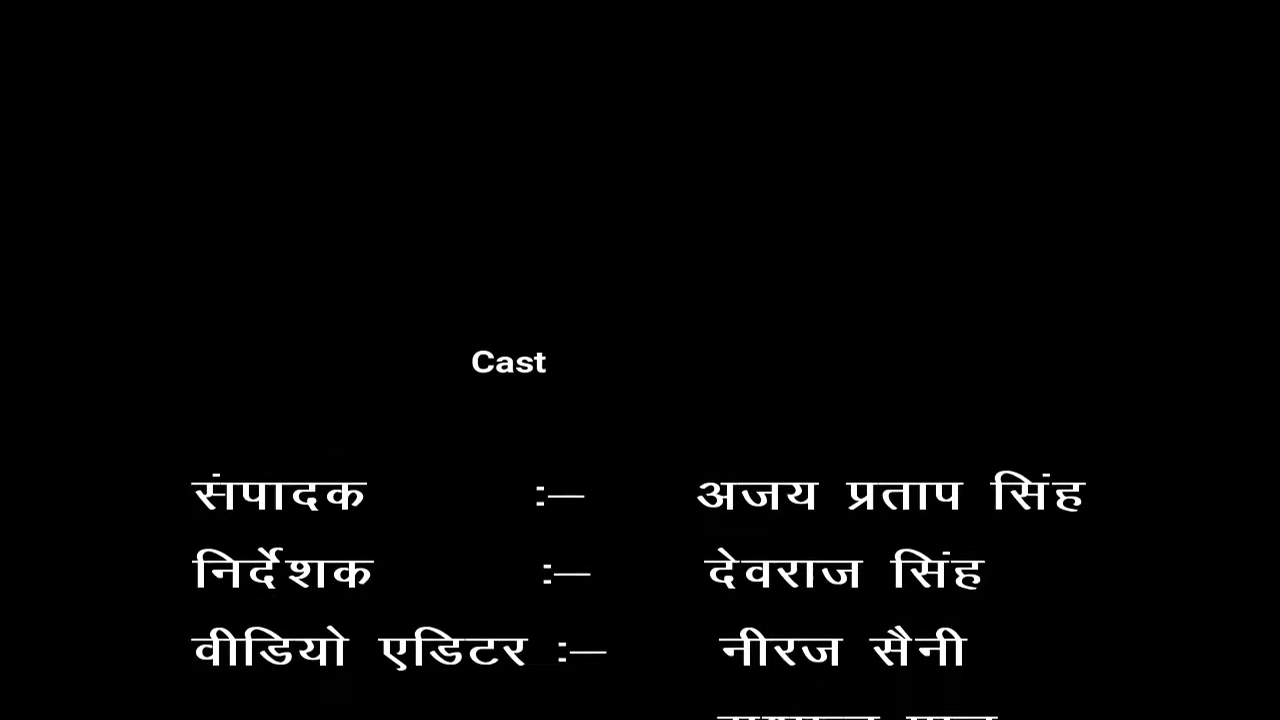 Cast
संपादक :— अजय प्रताप सिंह
निर्देशक :— देवराज सिंह
वीडियो एडिटर :— नीरज सैनी